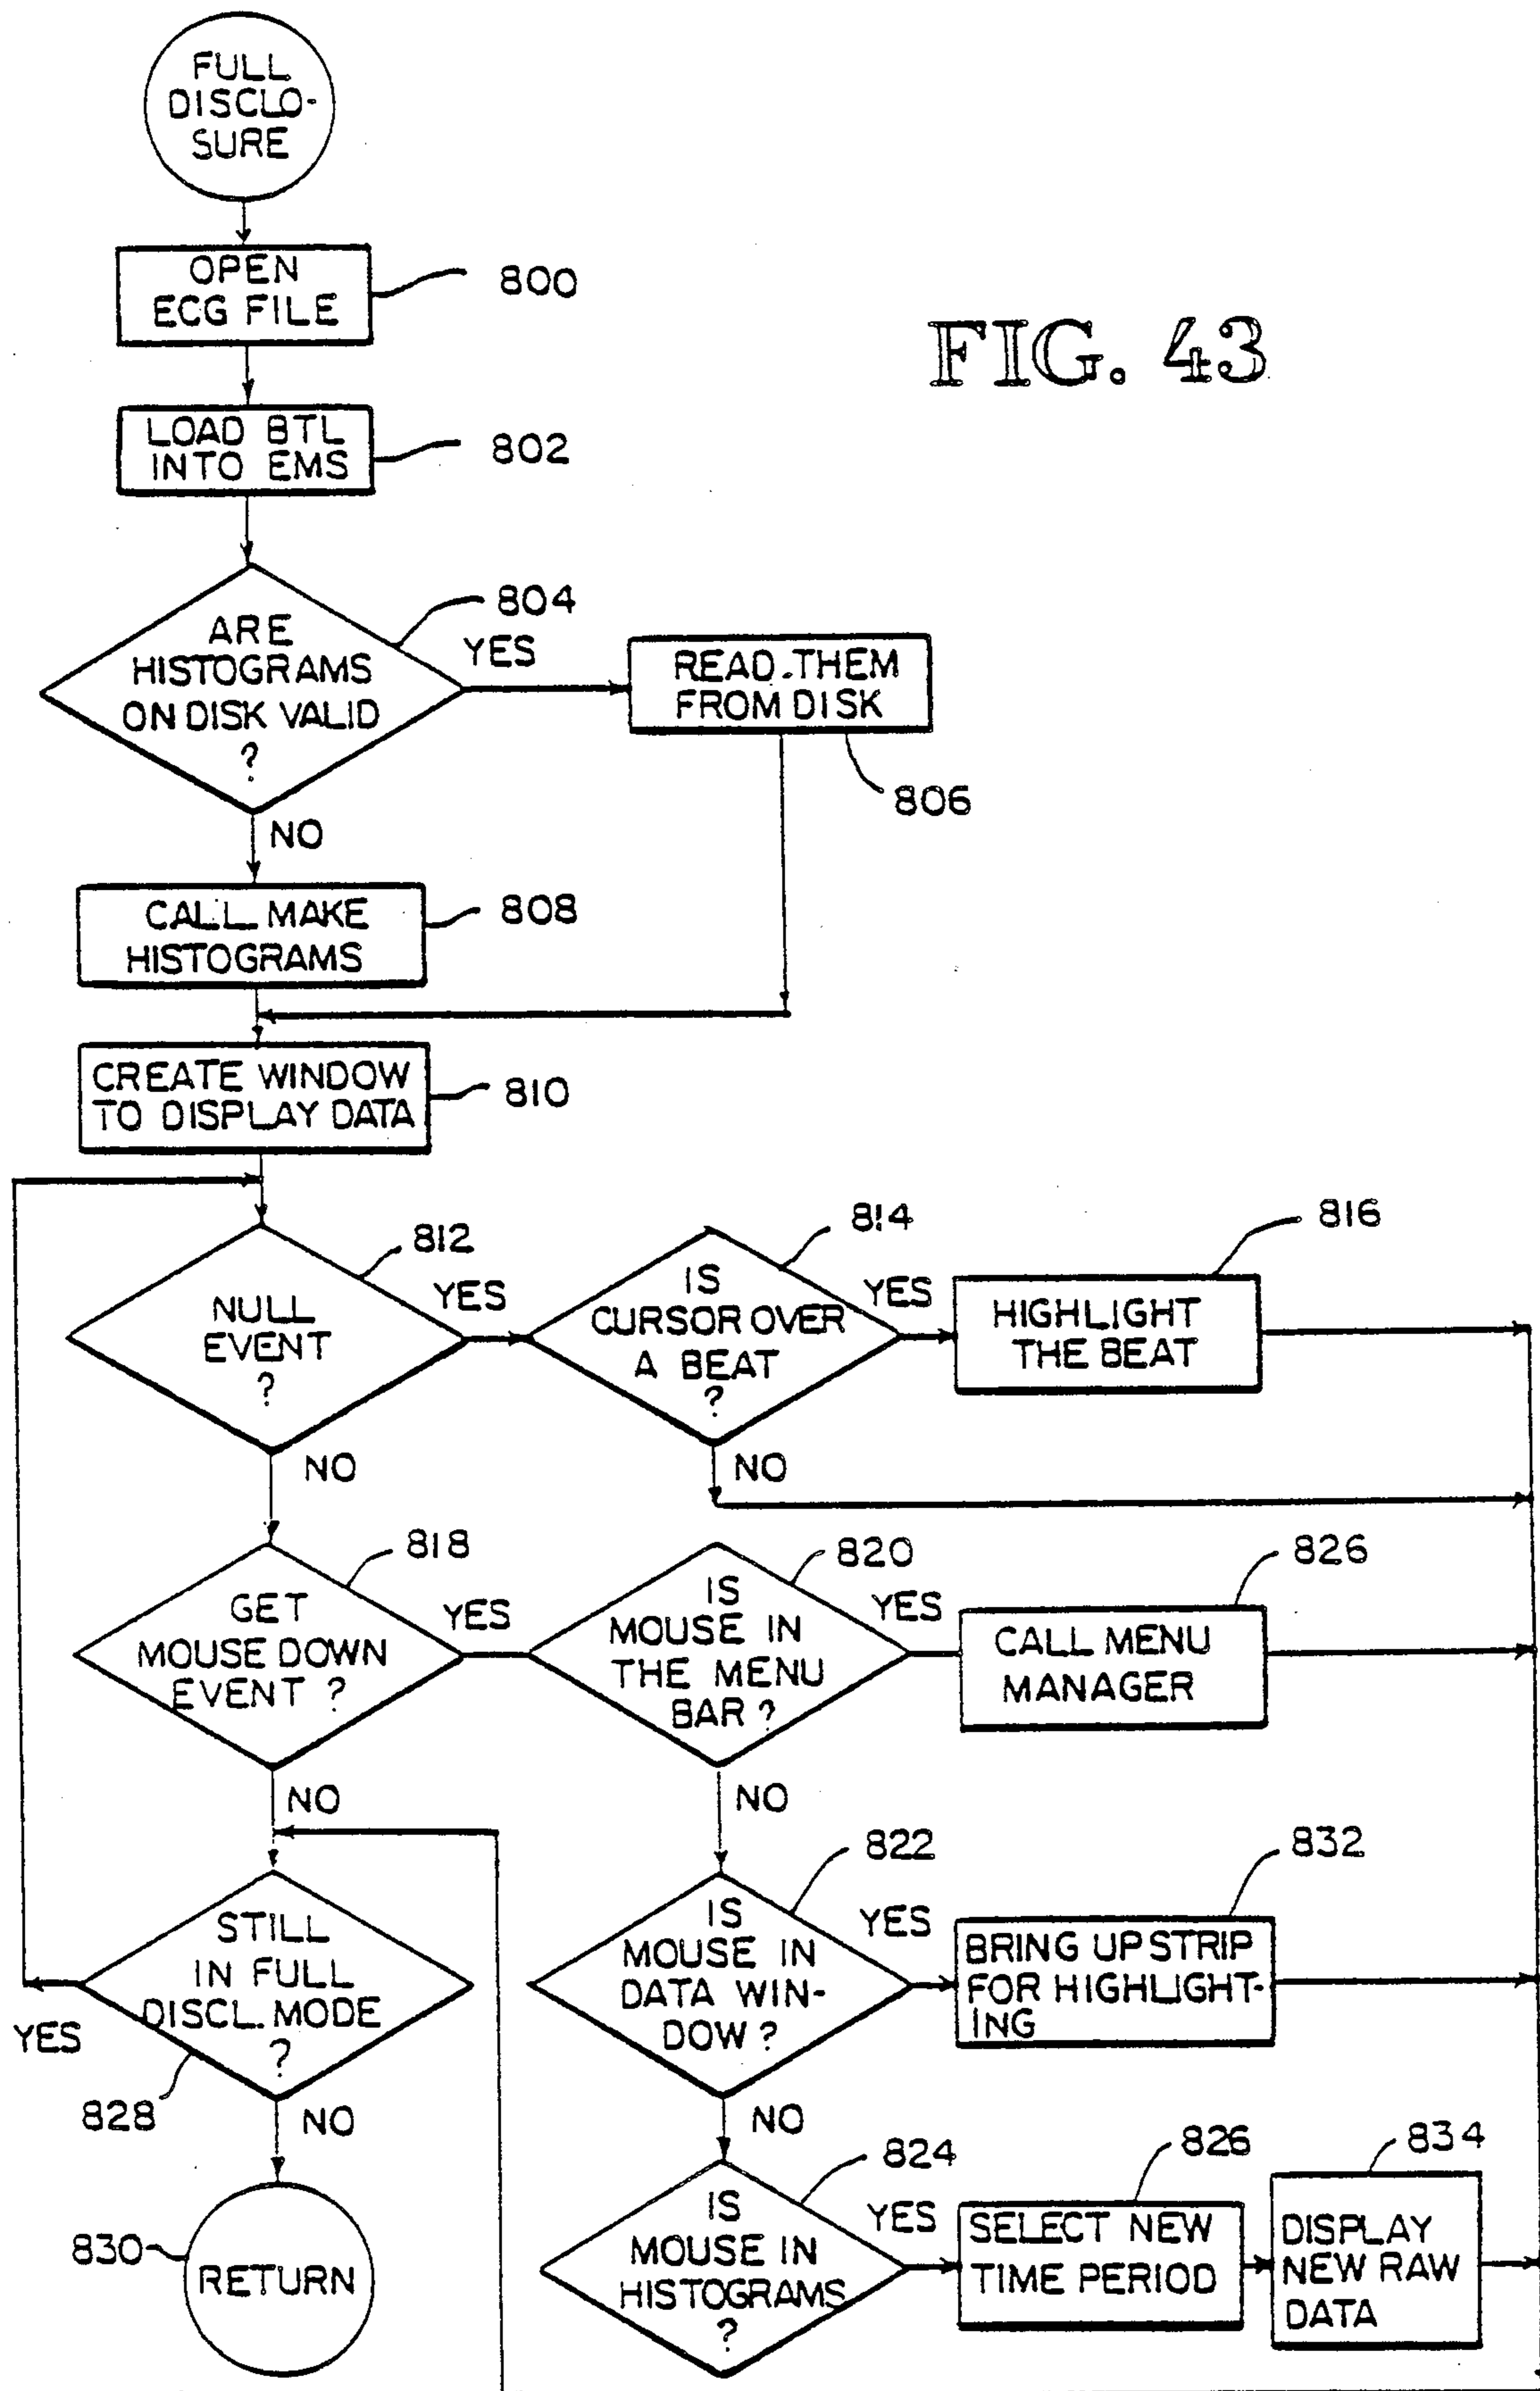 FULL
DISCLO-
SURE
OPEN
ECG FILE
800
FIG. 43
LOAD BTL
INTO EMS
802
804
ARE
HISTOGRAMS
ON DISK VALID
?
YES
READ THEM
FROM DISK
806
NO
CALL MAKE
HISTOGRAMS
808
CREATE WINDOW
TO DISPLAY DATA
810
812
NULL
EVENT
?
YES
814
IS
CURSOR OVER
A BEAT
?
YES
816
HIGHLIGHT
THE BEAT
NO
NO
818
GET
MOUSE DOWN
EVENT ?
YES
820
IS
MOUSE IN
THE MENU
BAR ?
YES
826
CALL MENU
MANAGER
NO
NO
STILL
IN FULL
DISCL. MODE
?
YES
828
NO
822
IS
MOUSE IN
DATA WIN-
DOW ?
YES
832
BRING UP STRIP
FOR HIGHLIGHT-
ING
NO
830
RETURN
824
IS
MOUSE IN
HISTOGRAMS
?
YES
826
SELECT NEW
TIME PERIOD
834
DISPLAY
NEW RAW
DATA